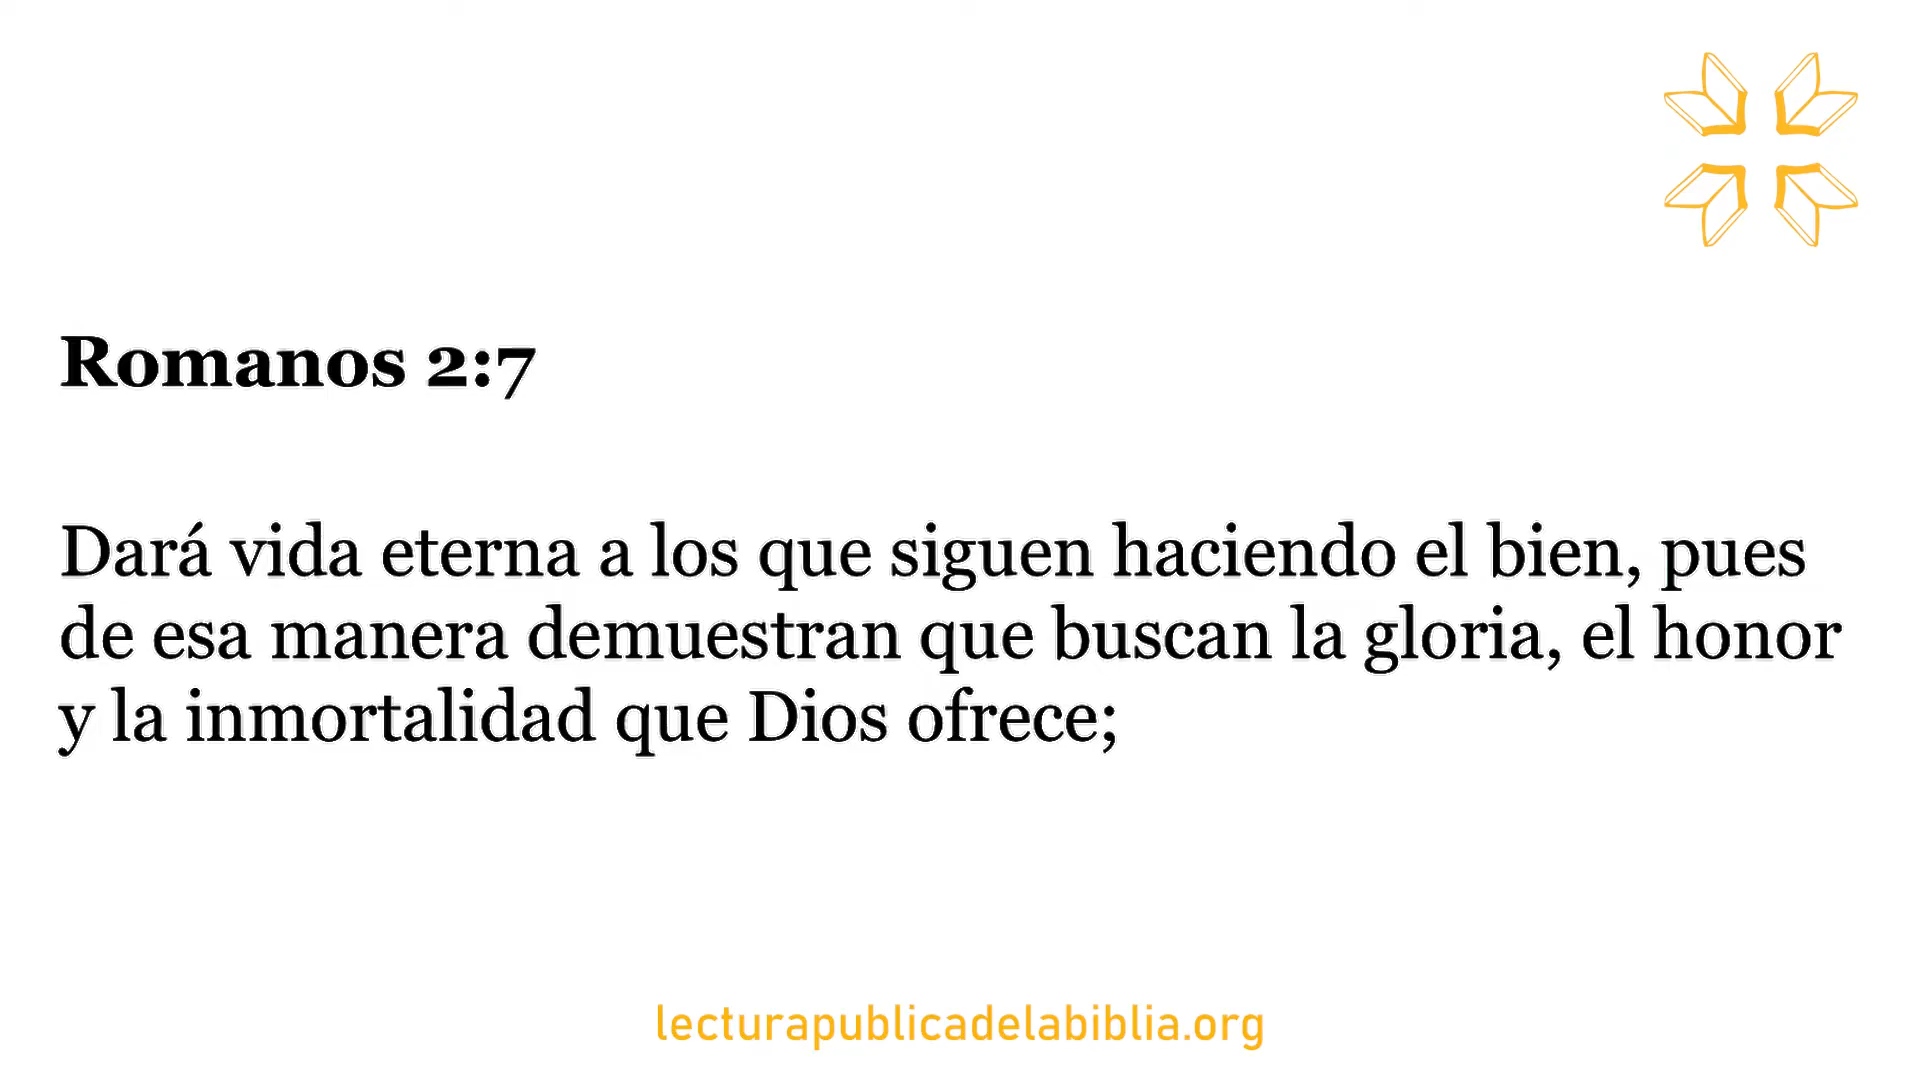 Romanos 2:7
Dará vida eterna a los que siguen haciendo el bien, pues
de esa manera demuestran que buscan la gloria, el honor
y la inmortalidad que Dios ofrece;
lecturapublicadelabiblia.org